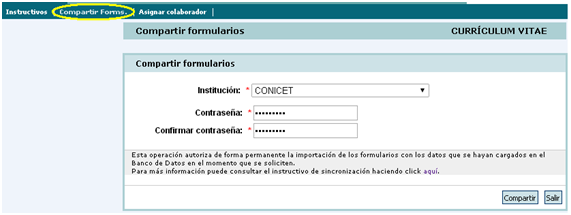 Instructivos | Compartir Forms. | Asignar colaborador |
Compartir formularios CURRÍCULUM VITAE
Compartir formularios
Institución: * CONICET
Contraseña: * •••••••••
Confirmar contraseña: * •••••••••
Esta operación autoriza de forma permanente la importación de los formularios con los datos que se hayan cargados en el
Banco de Datos en el momento que se soliciten.
Para más información puede consultar el instructivo de sincronización haciendo click aquí.
Compartir Salir